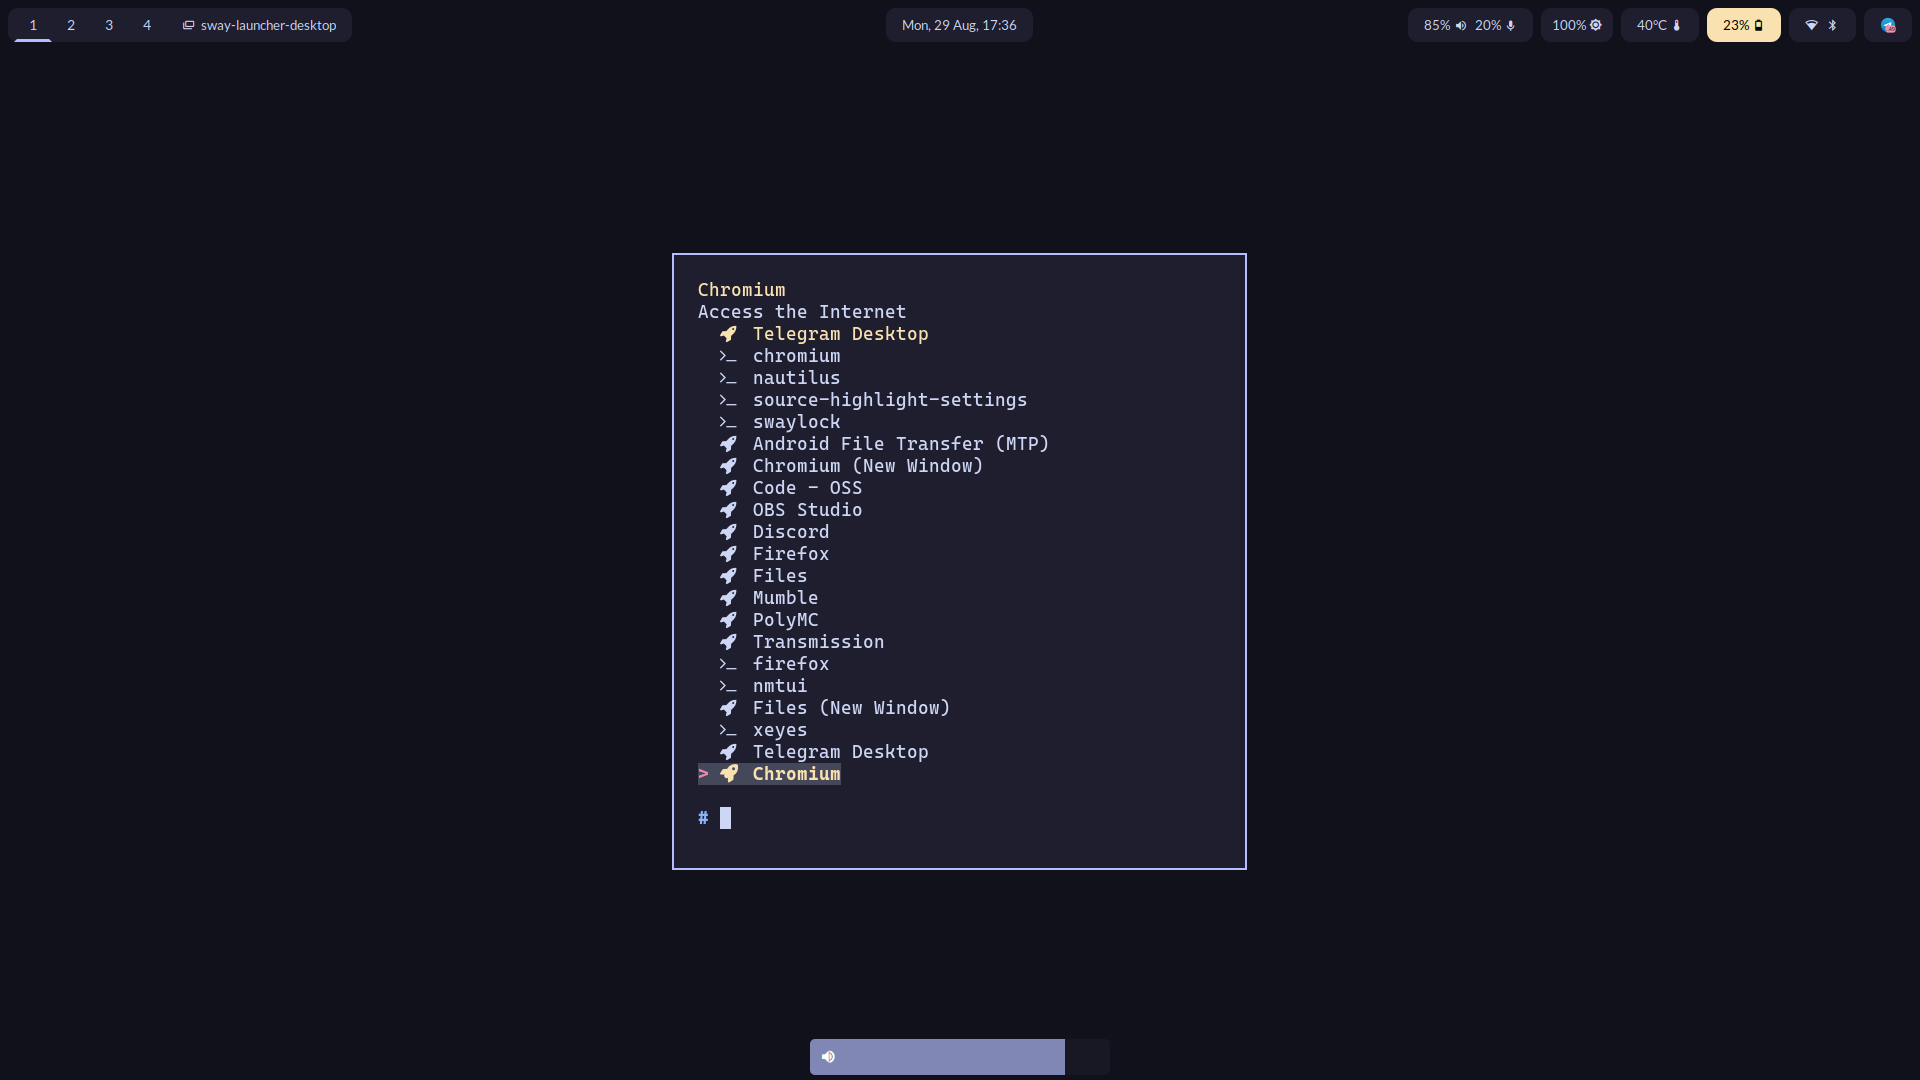 1 2 3 4 sway-launcher-desktop
Mon, 29 Aug, 17:36
85% 20% 100% 40°C 23%
Chromium
Access the Internet
Telegram Desktop
>_ chromium
>_ nautilus
>_ source-highlight-settings
>_ swaylock
Android File Transfer (MTP)
Chromium (New Window)
Code - OSS
OBS Studio
Discord
Firefox
Files
Mumble
PolyMC
Transmission
>_ firefox
>_ nmtui
Files (New Window)
>_ xeyes
Telegram Desktop
> Chromium
#